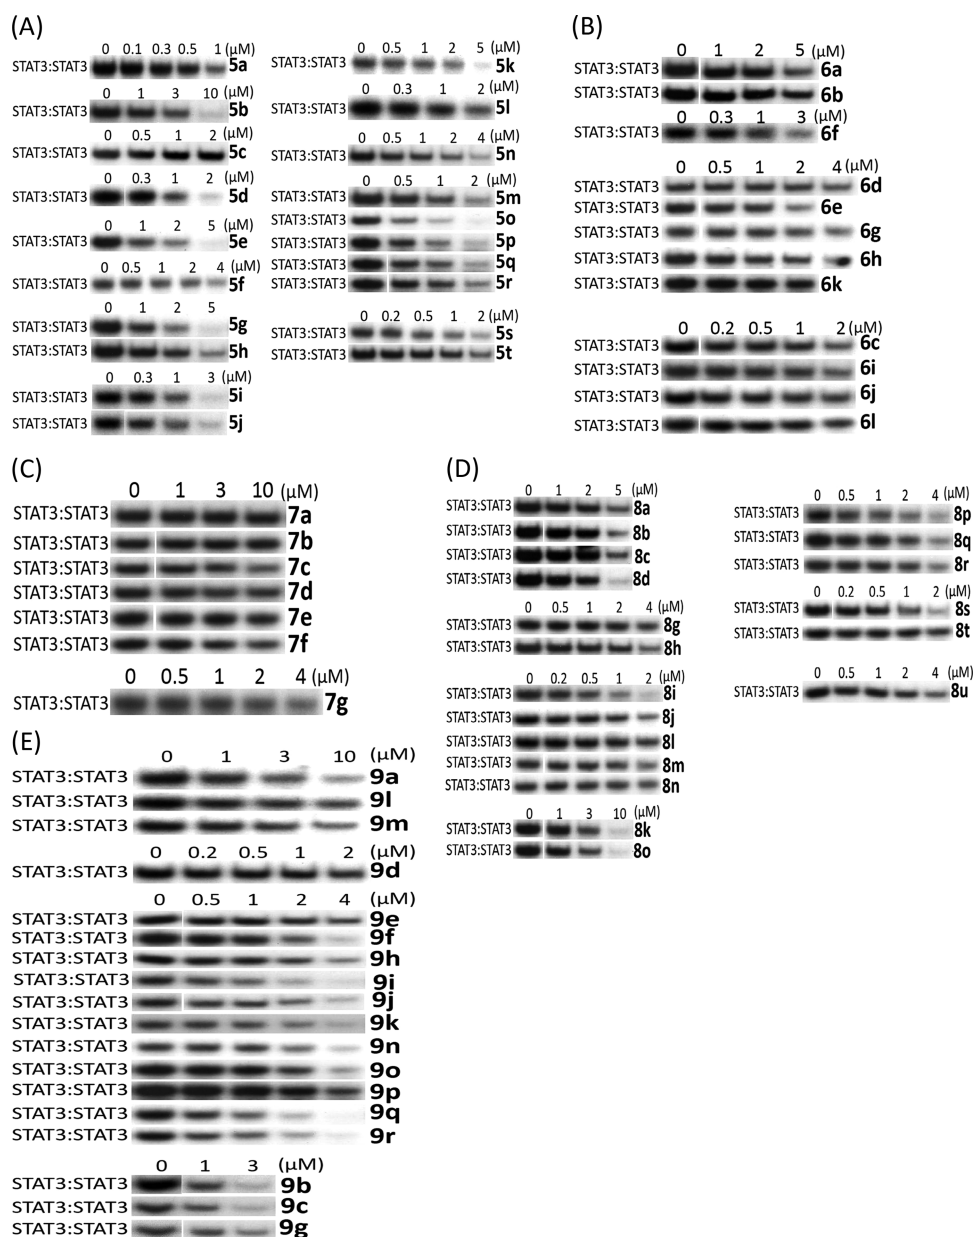 (A)
0 0.1 0.3 0.5 1 (μM)
STAT3:STAT3 5a
0 1 3 10 (μM)
STAT3:STAT3 5b
0 0.5 1 2 (μM)
STAT3:STAT3 5c
0 0.3 1 2 (μM)
STAT3:STAT3 5d
0 1 2 5 (μM)
STAT3:STAT3 5e
0 0.5 1 2 4 (μM)
STAT3:STAT3 5f
0 1 2 5 (μM)
STAT3:STAT3 5g
STAT3:STAT3 5h
0 0.3 1 3 (μM)
STAT3:STAT3 5i
STAT3:STAT3 5j
0 0.5 1 2 5 (μM)
STAT3:STAT3 5k
0 0.3 1 2 (μM)
STAT3:STAT3 5l
0 0.5 1 2 4 (μM)
STAT3:STAT3 5n
0 0.5 1 2 (μM)
STAT3:STAT3 5m
STAT3:STAT3 5o
STAT3:STAT3 5p
STAT3:STAT3 5q
STAT3:STAT3 5r
0 0.2 0.5 1 2 (μM)
STAT3:STAT3 5s
STAT3:STAT3 5t
(B)
0 1 2 5 (μM)
STAT3:STAT3 6a
STAT3:STAT3 6b
0 0.3 1 3 (μM)
STAT3:STAT3 6f
0 0.5 1 2 4 (μM)
STAT3:STAT3 6d
STAT3:STAT3 6e
STAT3:STAT3 6g
STAT3:STAT3 6h
STAT3:STAT3 6k
0 0.2 0.5 1 2 (μM)
STAT3:STAT3 6c
STAT3:STAT3 6i
STAT3:STAT3 6j
STAT3:STAT3 6l
(C)
0 1 3 10 (μM)
STAT3:STAT3 7a
STAT3:STAT3 7b
STAT3:STAT3 7c
STAT3:STAT3 7d
STAT3:STAT3 7e
STAT3:STAT3 7f
0 0.5 1 2 4 (μM)
STAT3:STAT3 7g
(D)
0 1 2 5 (μM)
STAT3:STAT3 8a
STAT3:STAT3 8b
STAT3:STAT3 8c
STAT3:STAT3 8d
0 0.5 1 2 4 (μM)
STAT3:STAT3 8g
STAT3:STAT3 8h
0 0.2 0.5 1 2 (μM)
STAT3:STAT3 8i
STAT3:STAT3 8j
STAT3:STAT3 8l
STAT3:STAT3 8m
STAT3:STAT3 8n
0 1 3 10 (μM)
STAT3:STAT3 8k
STAT3:STAT3 8o
0 0.5 1 2 4 (μM)
STAT3:STAT3 8p
STAT3:STAT3 8q
STAT3:STAT3 8r
0 0.2 0.5 1 2 (μM)
STAT3:STAT3 8s
STAT3:STAT3 8t
0 0.5 1 2 4 (μM)
STAT3:STAT3 8u
(E)
0 1 3 10 (μM)
STAT3:STAT3 9a
STAT3:STAT3 9l
STAT3:STAT3 9m
0 0.2 0.5 1 2 (μM)
STAT3:STAT3 9d
0 0.5 1 2 4 (μM)
STAT3:STAT3 9e
STAT3:STAT3 9f
STAT3:STAT3 9h
STAT3:STAT3 9i
STAT3:STAT3 9j
STAT3:STAT3 9k
STAT3:STAT3 9n
STAT3:STAT3 9o
STAT3:STAT3 9p
STAT3:STAT3 9q
STAT3:STAT3 9r
0 1 3 (μM)
STAT3:STAT3 9b
STAT3:STAT3 9c
STAT3:STAT3 9g